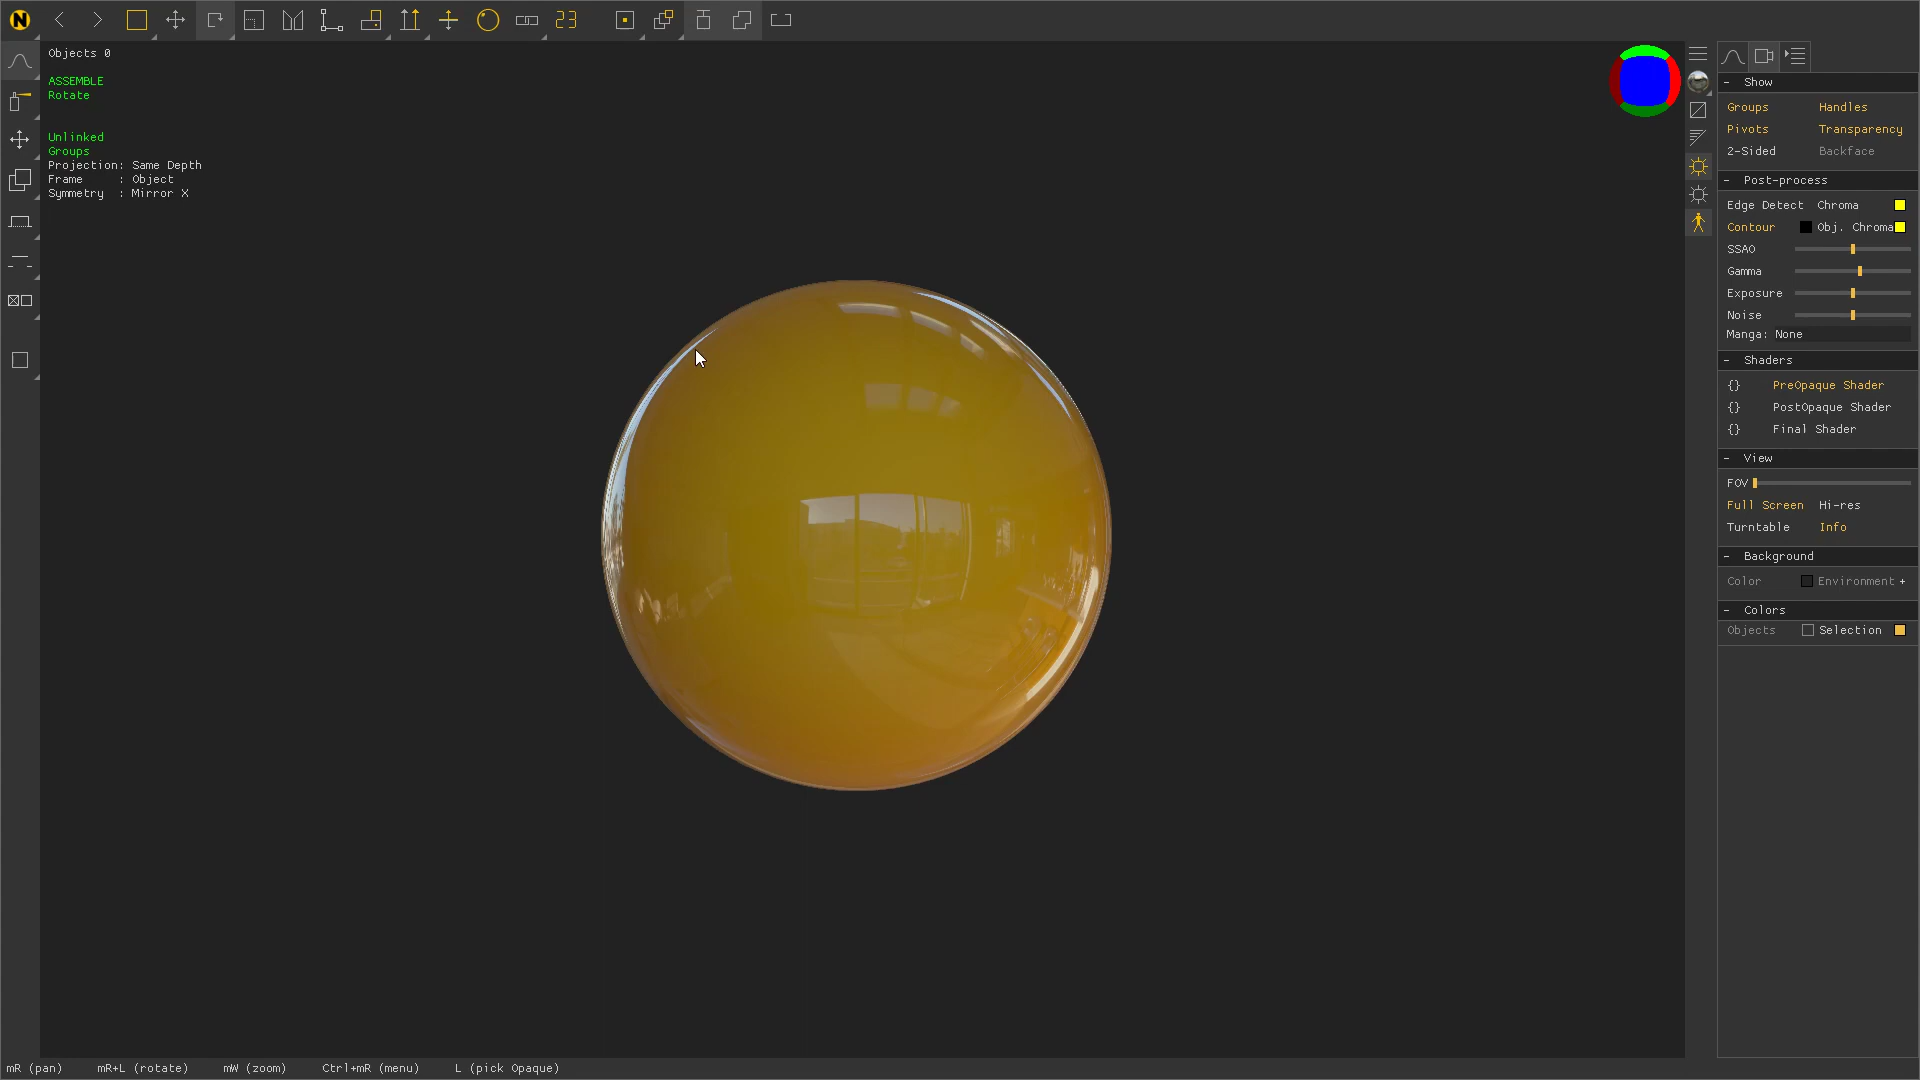 N
23
Objects 0
ASSEMBLE
Rotate
Unlinked
Groups
Projection: Same Depth
Frame : Object
Symmetry : Mirror X
- Show
Groups Handles
Pivots Transparency
2-Sided Backface
- Post-process
Edge Detect Chroma
Contour Obj. Chroma
SSAO
Gamma
Exposure
Noise
Manga: None
- Shaders
{} PreOpaque Shader
{} PostOpaque Shader
{} Final Shader
- View
FOV
Full Screen Hi-res
Turntable Info
- Background
Color Environment +
- Colors
Objects Selection
mR (pan) mR+L (rotate) mW (zoom) Ctrl+mR (menu) L (pick Opaque)